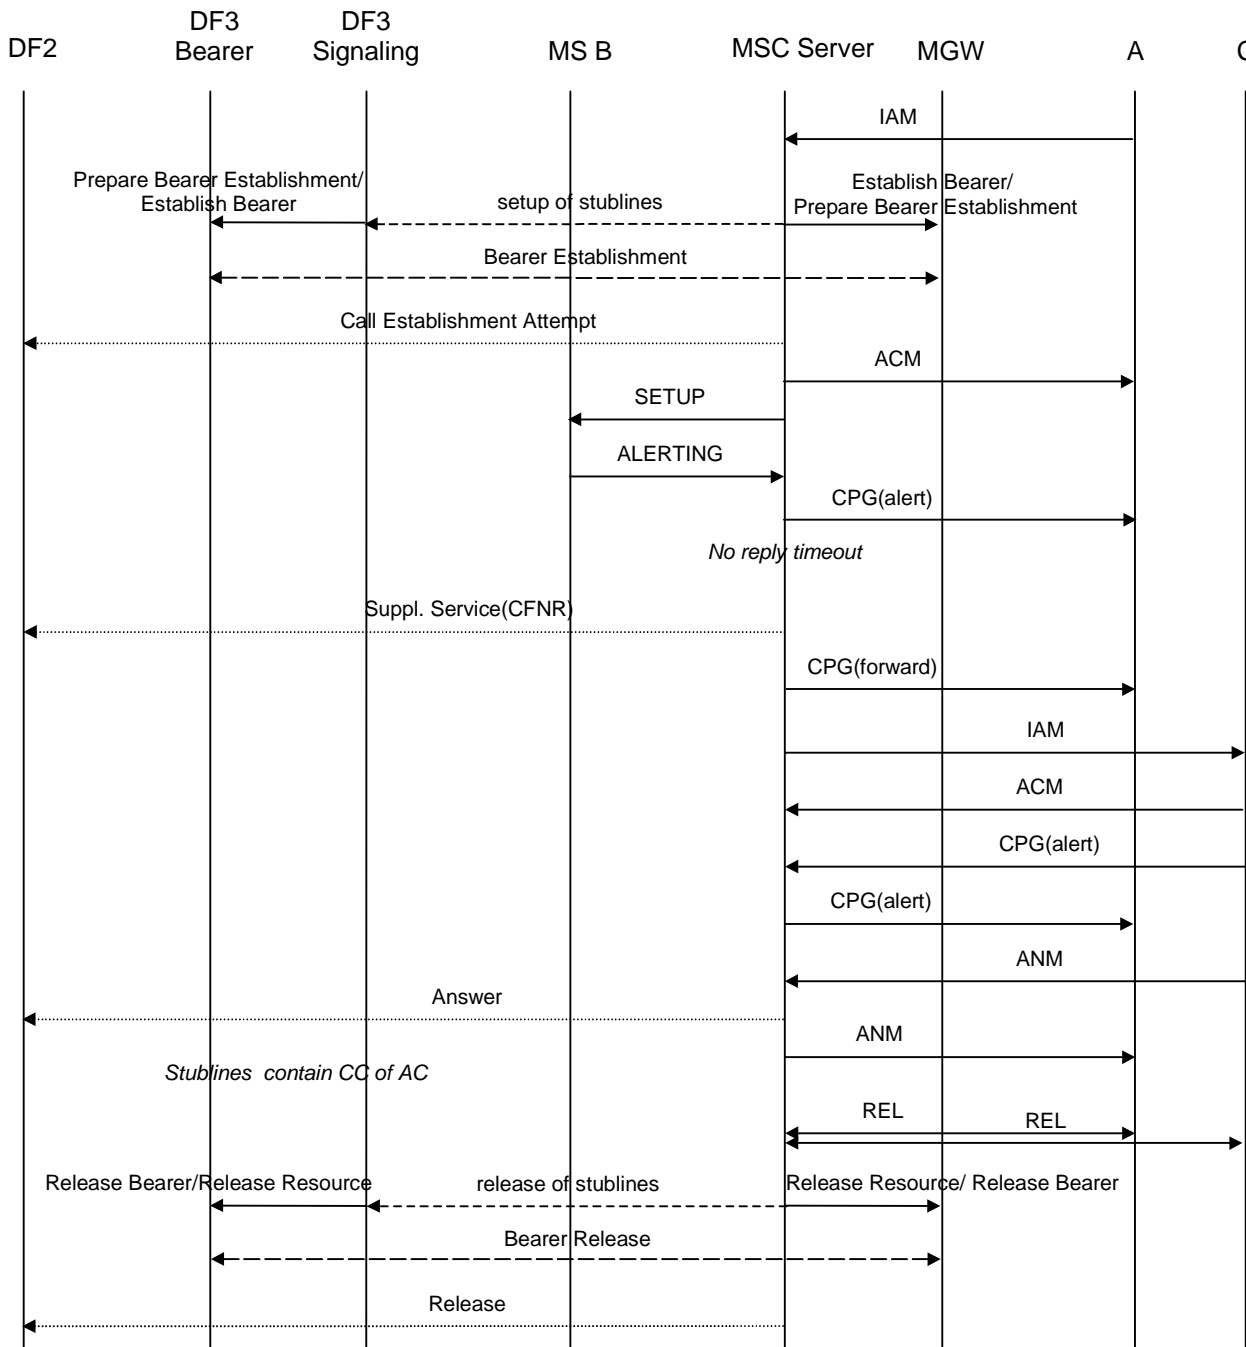 DF2
DF3
Bearer
DF3
Signaling
MS B
MSC Server
MGW
A
IAM
Prepare Bearer Establishment/
Establish Bearer
setup of stublines
Establish Bearer/
Prepare Bearer Establishment
Bearer Establishment
Call Establishment Attempt
ACM
SETUP
ALERTING
CPG(alert)
No reply timeout
Suppl. Service(CFNR)
CPG(forward)
IAM
ACM
CPG(alert)
CPG(alert)
ANM
Answer
ANM
Stublines contain CC of AC
REL
REL
Release Bearer/Release Resource
release of stublines
Release Resource/ Release Bearer
Bearer Release
Release